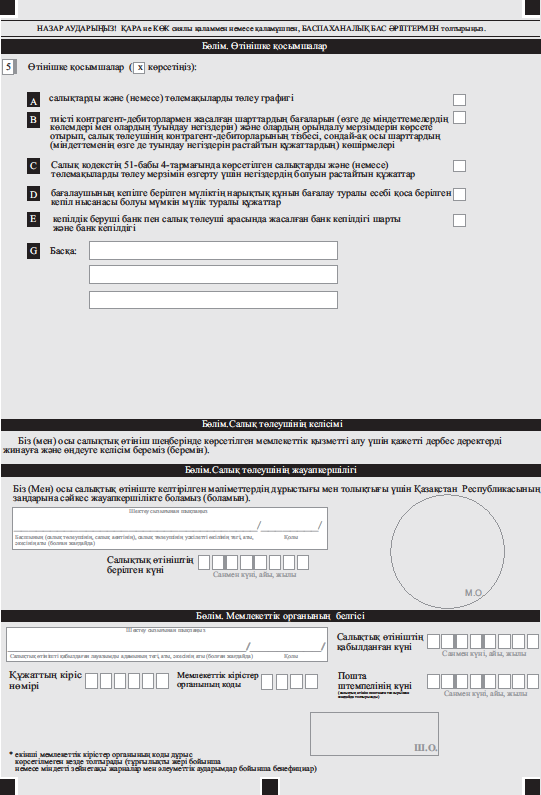 НАЗАР АУДАРЫҢЫЗ! ҚАРА не КӨК сиялы қаламмен немесе қаламұшпен, БАСПАХАНАЛЫҚ БАС ӘРІПТЕРМЕН толтырыңыз.
Бөлім. Өтінішке қосымшалар
5 Өтінішке қосымшалар ( x көрсетіңіз):
A салықтарды және (немесе) төлемақыларды төлеу графигі
B тиісті контрагент-дебиторлармен жасалған шарттардың бағаларын (өзге де міндеттемелердің
көлемдері мен олардың туындау негіздерін) және олардың орындалу мерзімдерін көрсете
отырып, салық төлеушінің контрагент-дебиторларының тізбесі, сондай-ақ осы шарттардың
(міндеттеменің өзге де туындау негіздерін растайтын құжаттардың) көшірмелері
C Салық кодекстің 51-бабы 4-тармағында көрсетілген салықтарды және (немесе)
төлемақыларды төлеу мерзімін өзгерту үшін негіздердің болуын растайтын құжаттар
D бағалаушының кепілге берілген мүліктің нарықтық құнын бағалау туралы есебі қоса берілген
кепіл нысанасы болуы мүмкін мүлік туралы құжаттар
E кепілдік беруші банк пен салық төлеуші арасында жасалған банк кепілдігі шарты
және банк кепілдігі
G Басқа:
Бөлім.Салық төлеушінің келісімі
Біз (мен) осы салықтық өтініш шеңберінде көрсетілген мемлекеттік қызметті алу үшін қажетті дербес деректерді
жинауға және өңдеуге келісім береміз (беремін).
Бөлім.Салық төлеушінің жауапкершілігі
Біз (Мен) осы салықтық өтініште келтірілген мәліметтердің дұрыстығы мен толықтығы үшін Қазақстан Республикасының
заңдарына сәйкес жауапкершілікте боламыз (боламын).
Шектеу сызығынан шықпаңыз
/ /
Басшының (салық төлеушінің, салық агентінің), салық төлеушінің уәкілетті өкілінің тегі, аты, Қолы
әкесінің аты (болған жағдайда)
Салықтық өтініштің
берілген күні
Санмен күні, айы, жылы
М.О.
Бөлім. Мемлекеттік органының белгісі
Шектеу сызығынан шықпаңыз
/ /
Салықтық өтінішті қабылдаған лауазымды адамының тегі, аты, әкесінің аты (болған жағдайда) Қолы
Салықтық өтініштің
қабылданған күні
Санмен күні, айы, жылы
Құжаттың кіріс
нөмірі
Мемлекеттік кірістер
органының коды
Пошта
штемпелінің күні
Санмен күні, айы, жылы
Ш.О.
* екінші мемлекеттік кірістер органының коды дұрыс
көрсетілмеген кезде толтырады (тұрғылықты жері бойынша
немесе міндетті зейнетақы жарналар мен әлеуметтік аударымдар бойынша бенефициар)